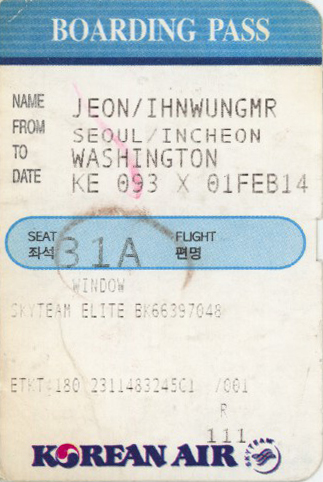 BOARDING PASS
NAME JEON/IHNWUNGMR
FROM SEOUL/INCHEON
TO WASHINGTON
DATE KE 093 X 01FEB14
SEAT 좌석 31A FLIGHT 편명
WINDOW
SKYTEAM ELITE BK66397048
ETKT:180 2311483245C1 /001
R
111
KOREAN AIR SKYTEAM